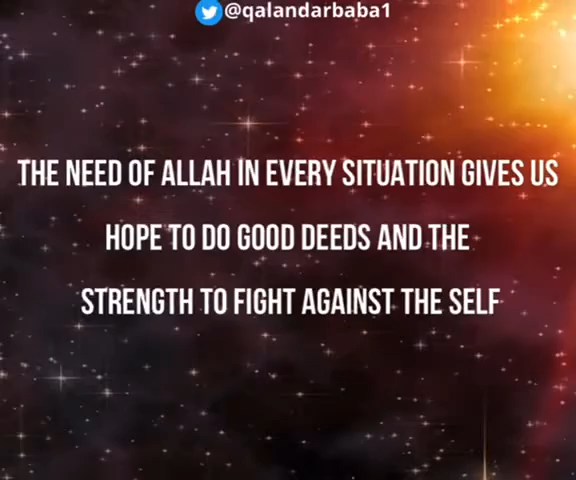 @qalandarbaba1
THE NEED OF ALLAH IN EVERY SITUATION GIVES US
HOPE TO DO GOOD DEEDS AND THE
STRENGTH TO FIGHT AGAINST THE SELF